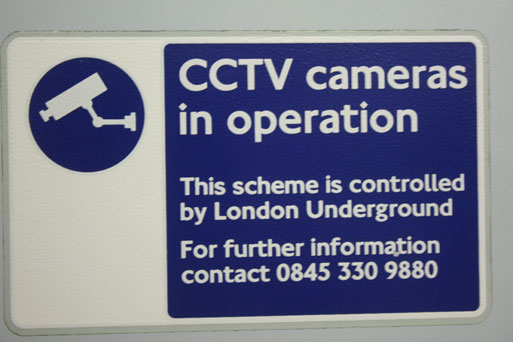 CCTV cameras
in operation
This scheme is controlled
by London Underground
For further information
contact 0845 330 9880